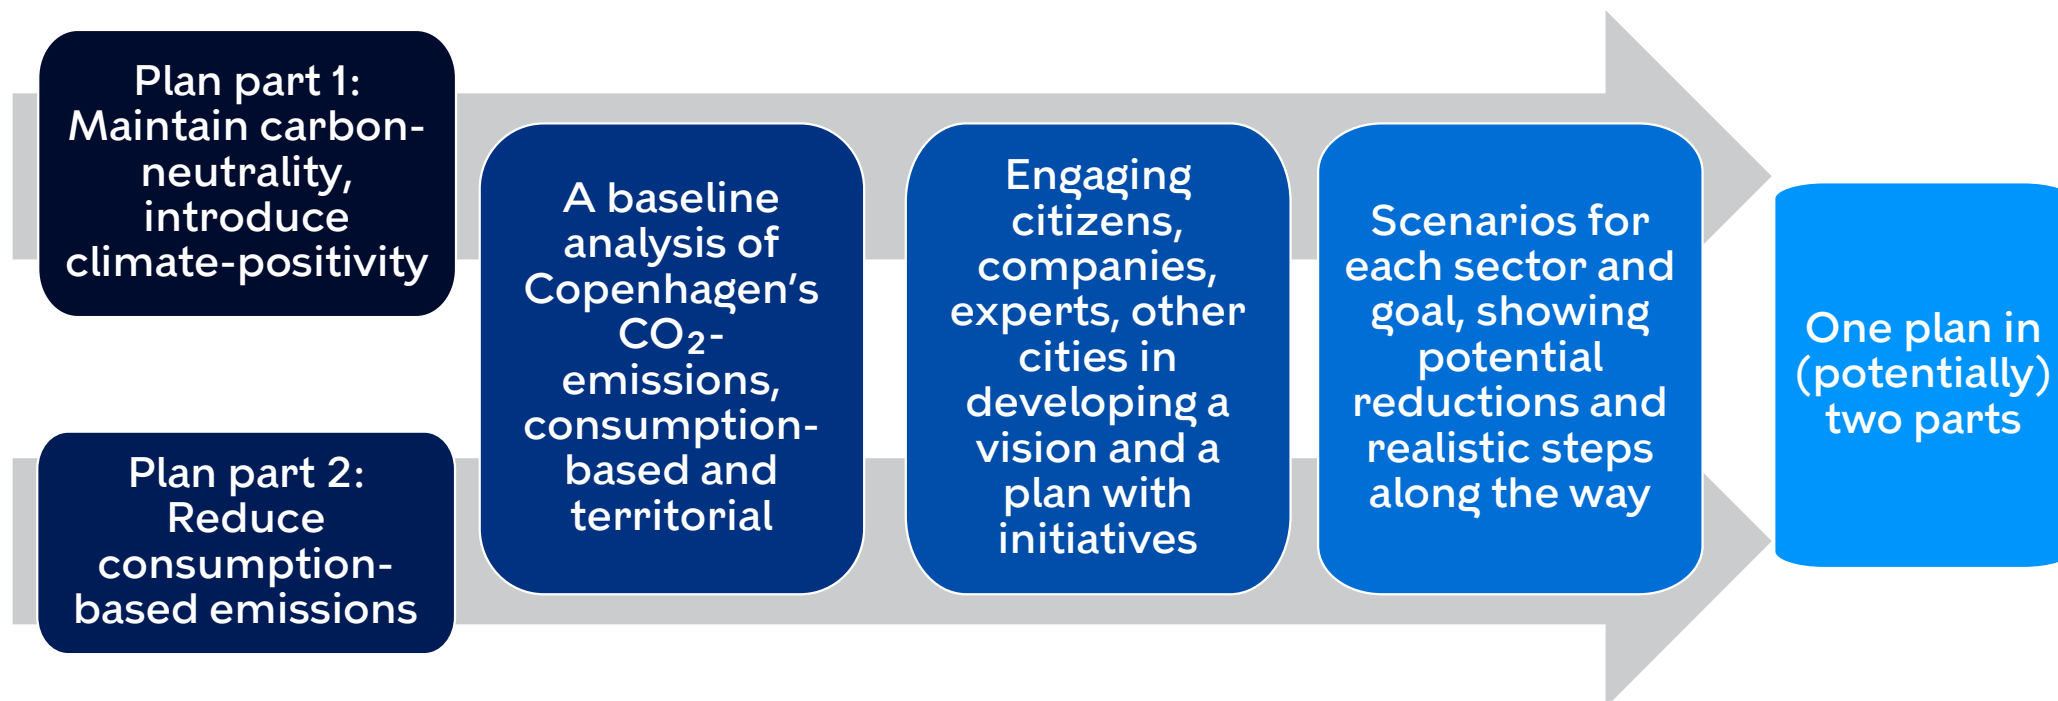 Plan part 1:
Maintain carbon-
neutrality,
introduce
climate-positivity
Plan part 2:
Reduce
consumption-
based emissions
A baseline
analysis of
Copenhagen’s
CO₂-
emissions,
consumption-
based and
territorial
Engaging
citizens,
companies,
experts, other
cities in
developing a
vision and a
plan with
initiatives
Scenarios for
each sector and
goal, showing
potential
reductions and
realistic steps
along the way
One plan in
(potentially)
two parts